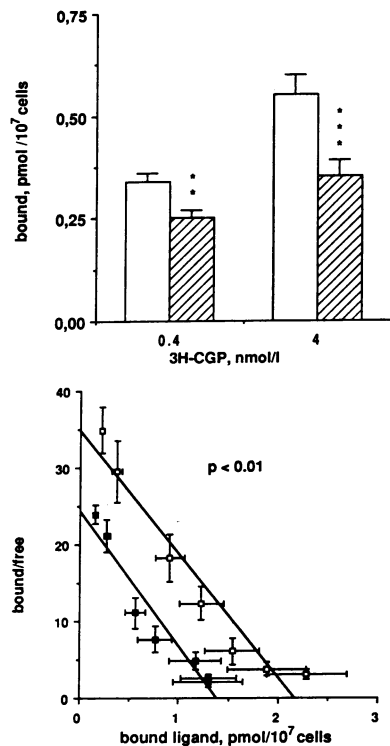 0,75
0,50
0,25
0,00
bound, pmol /10⁷ cells
* *
* * *
0.4 4
3H-CGP, nmol/l
40
30
20
10
0
bound/free
p < 0.01
0 1 2 3
bound ligand, pmol/10⁷ cells